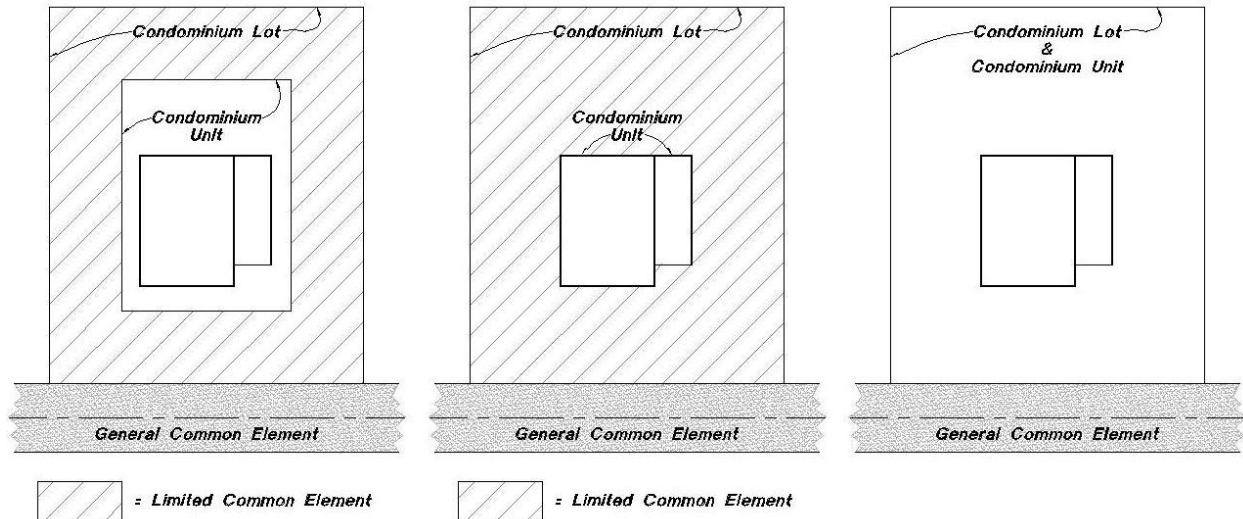 Condominium Lot
Condominium
Unit
General Common Element
= Limited Common Element
Condominium Lot
Condominium
Unit
General Common Element
= Limited Common Element
Condominium Lot
&
Condominium Unit
General Common Element